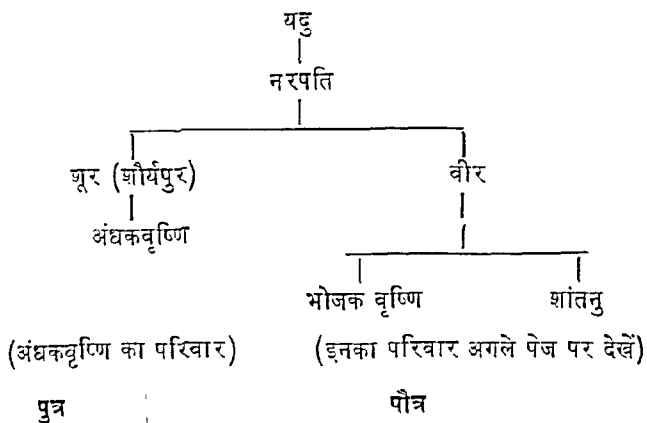 यदु
नरपति
शूर (शौर्यपुर) वीर
अंधकवृष्णि
भोजक वृष्णि शांतनु
(अंधकवृष्णि का परिवार) (इनका परिवार अगले पेज पर देखें)
पुत्र पौत्र